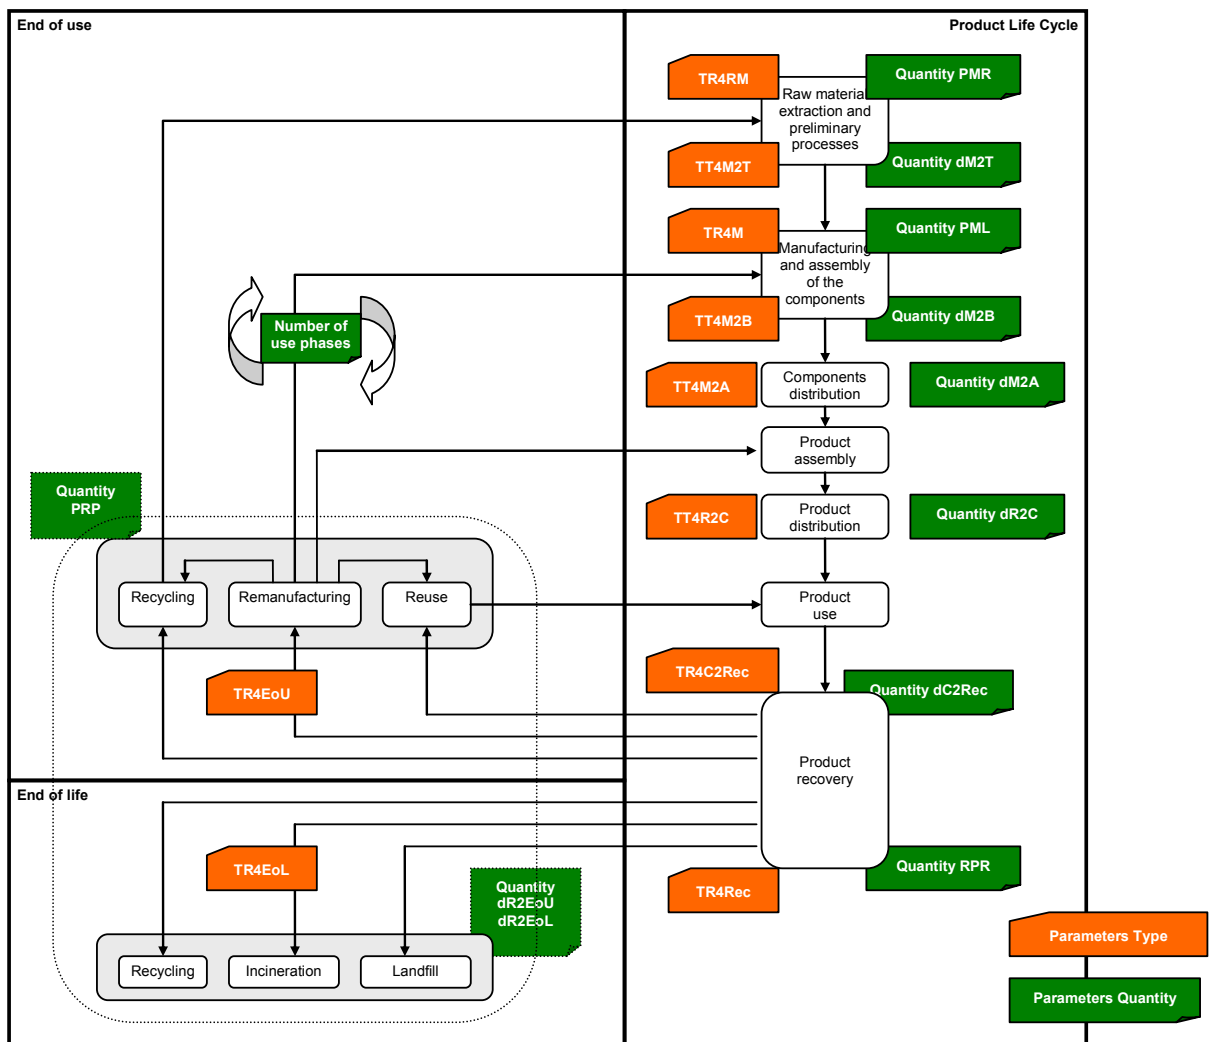 End of use
Product Life Cycle
TR4RM
Quantity PMR
Raw material
extraction and
preliminary
processes
TT4M2T
Quantity dM2T
TR4M
Quantity PML
Manufacturing
and assembly
of the
components
TT4M2B
Quantity dM2B
Number of
use phases
TT4M2A
Components
distribution
Quantity dM2A
Product
assembly
Quantity
PRP
TT4R2C
Product
distribution
Quantity dR2C
Recycling
Remanufacturing
Reuse
Product
use
TR4EoU
TR4C2Rec
Quantity dC2Rec
Product
recovery
End of life
TR4EoL
Quantity
dR2EoU
dR2EoL
TR4Rec
Quantity RPR
Recycling
Incineration
Landfill
Parameters Type
Parameters Quantity